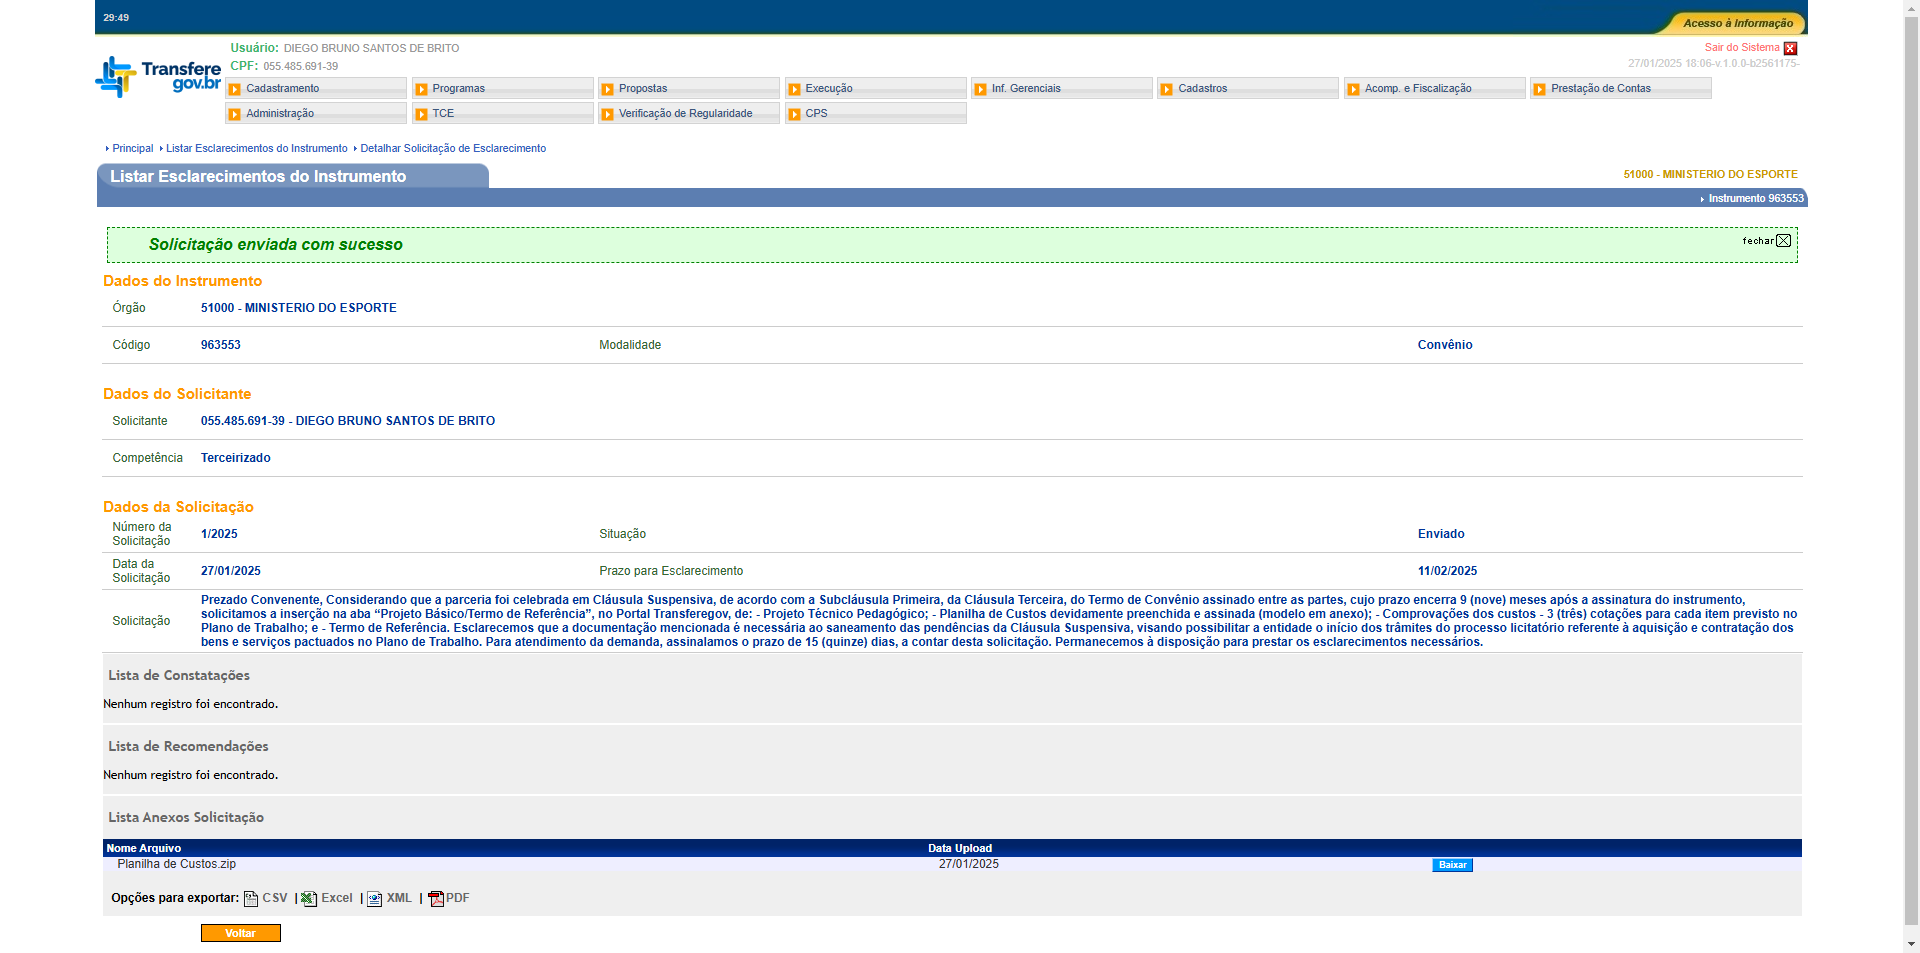 29:49
Acesso à Informação
Usuário: DIEGO BRUNO SANTOS DE BRITO
Sair do Sistema
CPF: 055.485.691-39
27/01/2025 18:06-v.1.0.0-b2561175-
Transfere
gov.br
Cadastramento Programas Propostas Execução Inf. Gerenciais Cadastros Acomp. e Fiscalização Prestação de Contas
Administração TCE Verificação de Regularidade CPS
Principal Listar Esclarecimentos do Instrumento Detalhar Solicitação de Esclarecimento
Listar Esclarecimentos do Instrumento
51000 - MINISTERIO DO ESPORTE
Instrumento 963553
Solicitação enviada com sucesso
fechar
Dados do Instrumento
Órgão 51000 - MINISTERIO DO ESPORTE
Código 963553 Modalidade Convênio
Dados do Solicitante
Solicitante 055.485.691-39 - DIEGO BRUNO SANTOS DE BRITO
Competência Terceirizado
Dados da Solicitação
Número da
Solicitação 1/2025 Situação Enviado
Data da
Solicitação 27/01/2025 Prazo para Esclarecimento 11/02/2025
Solicitação
Prezado Convenente, Considerando que a parceria foi celebrada em Cláusula Suspensiva, de acordo com a Subcláusula Primeira, da Cláusula Terceira, do Termo de Convênio assinado entre as partes, cujo prazo encerra 9 (nove) meses após a assinatura do instrumento,
solicitamos a inserção na aba “Projeto Básico/Termo de Referência”, no Portal Transferegov, de: - Projeto Técnico Pedagógico; - Planilha de Custos devidamente preenchida e assinada (modelo em anexo); - Comprovações dos custos - 3 (três) cotações para cada item previsto no
Plano de Trabalho; e - Termo de Referência. Esclarecemos que a documentação mencionada é necessária ao saneamento das pendências da Cláusula Suspensiva, visando possibilitar a entidade o início dos trâmites do processo licitatório referente à aquisição e contratação dos
bens e serviços pactuados no Plano de Trabalho. Para atendimento da demanda, assinalamos o prazo de 15 (quinze) dias, a contar desta solicitação. Permanecemos à disposição para prestar os esclarecimentos necessários.
Lista de Constatações
Nenhum registro foi encontrado.
Lista de Recomendações
Nenhum registro foi encontrado.
Lista Anexos Solicitação
Nome Arquivo Data Upload
Planilha de Custos.zip 27/01/2025 Baixar
Opções para exportar: CSV | Excel | XML | PDF
Voltar